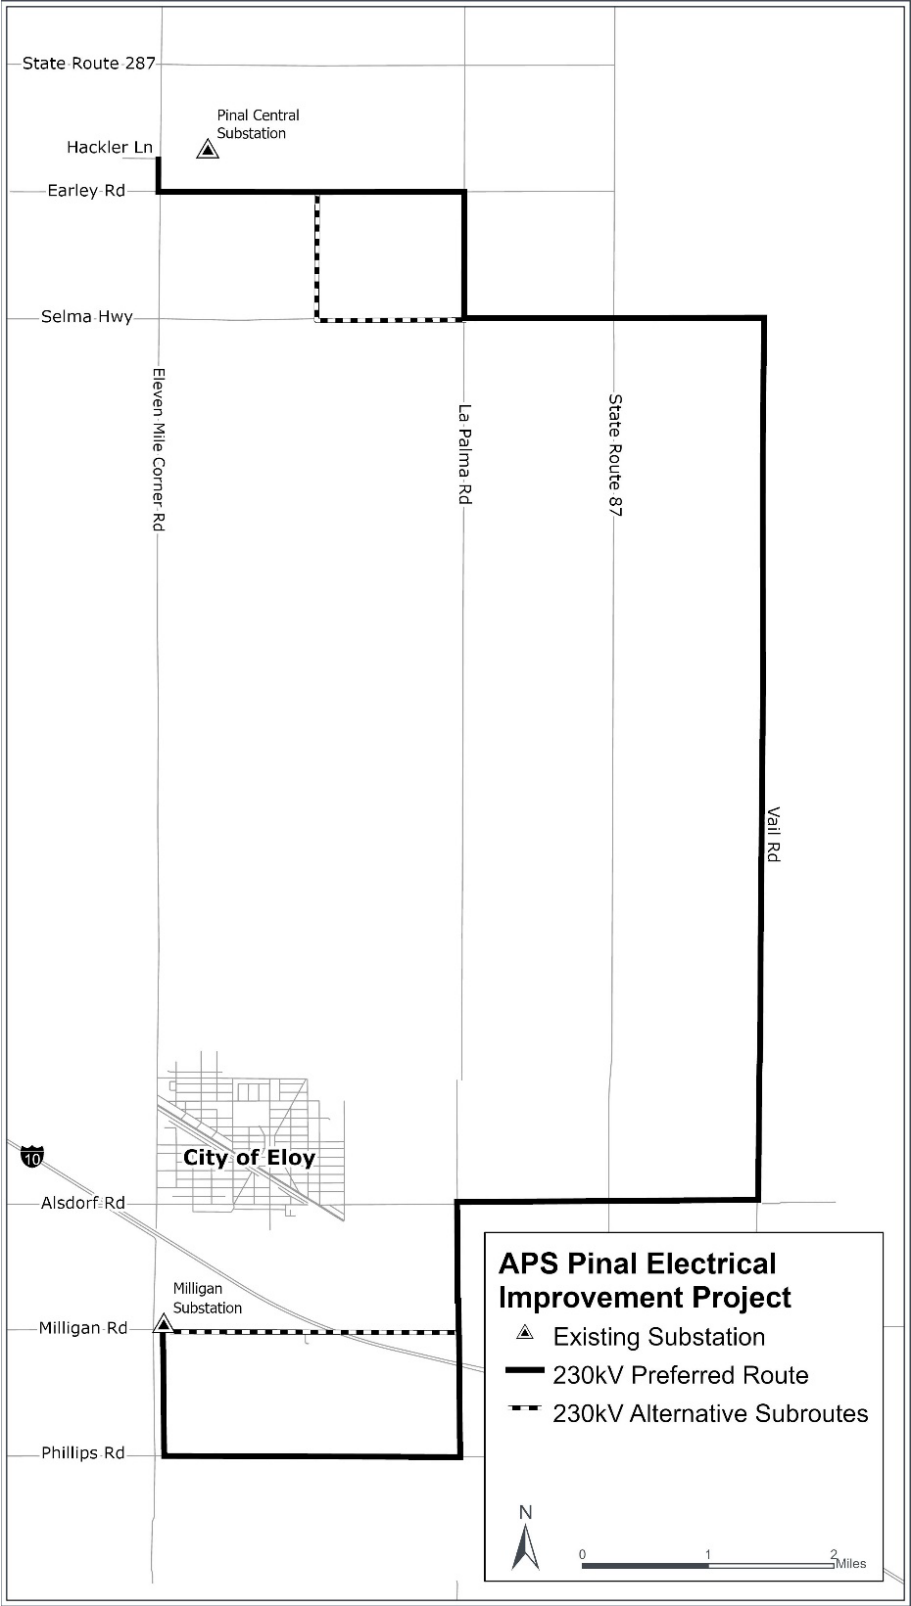 State Route 287
Pinal Central
Substation
Hackler Ln
Earley Rd
Selma Hwy
Eleven Mile Corner Rd
La Palma Rd
State Route 87
Vail Rd
City of Eloy
10
Alsdorf Rd
Milligan
Substation
Milligan Rd
Phillips Rd
APS Pinal Electrical
Improvement Project
Existing Substation
230kV Preferred Route
230kV Alternative Subroutes
N
0 1 2
Miles